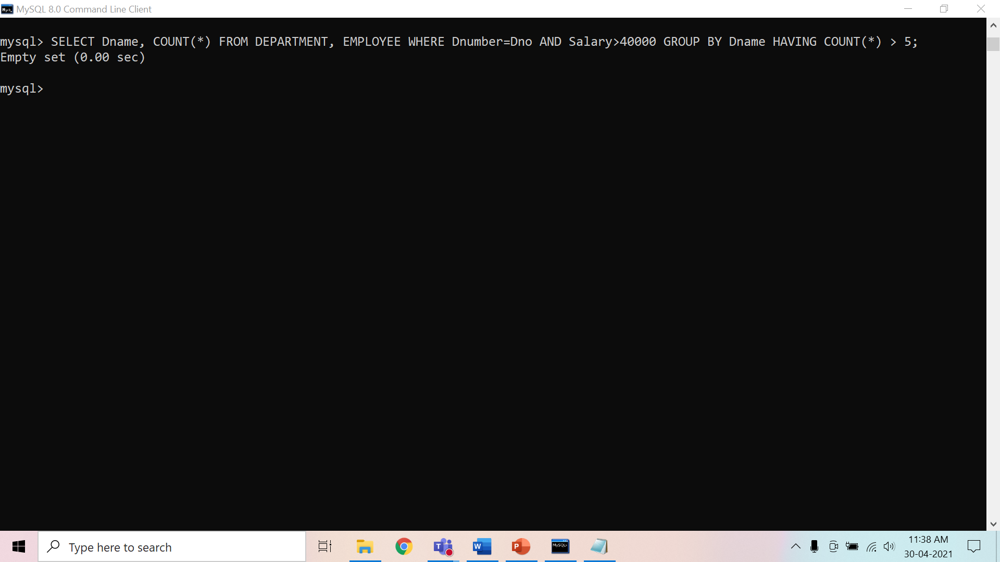 MySQL 8.0 Command Line Client
mysql> SELECT Dname, COUNT(*) FROM DEPARTMENT, EMPLOYEE WHERE Dnumber=Dno AND Salary>40000 GROUP BY Dname HAVING COUNT(*) > 5;
Empty set (0.00 sec)
mysql>
Type here to search
MySQL>
11:38 AM
30-04-2021